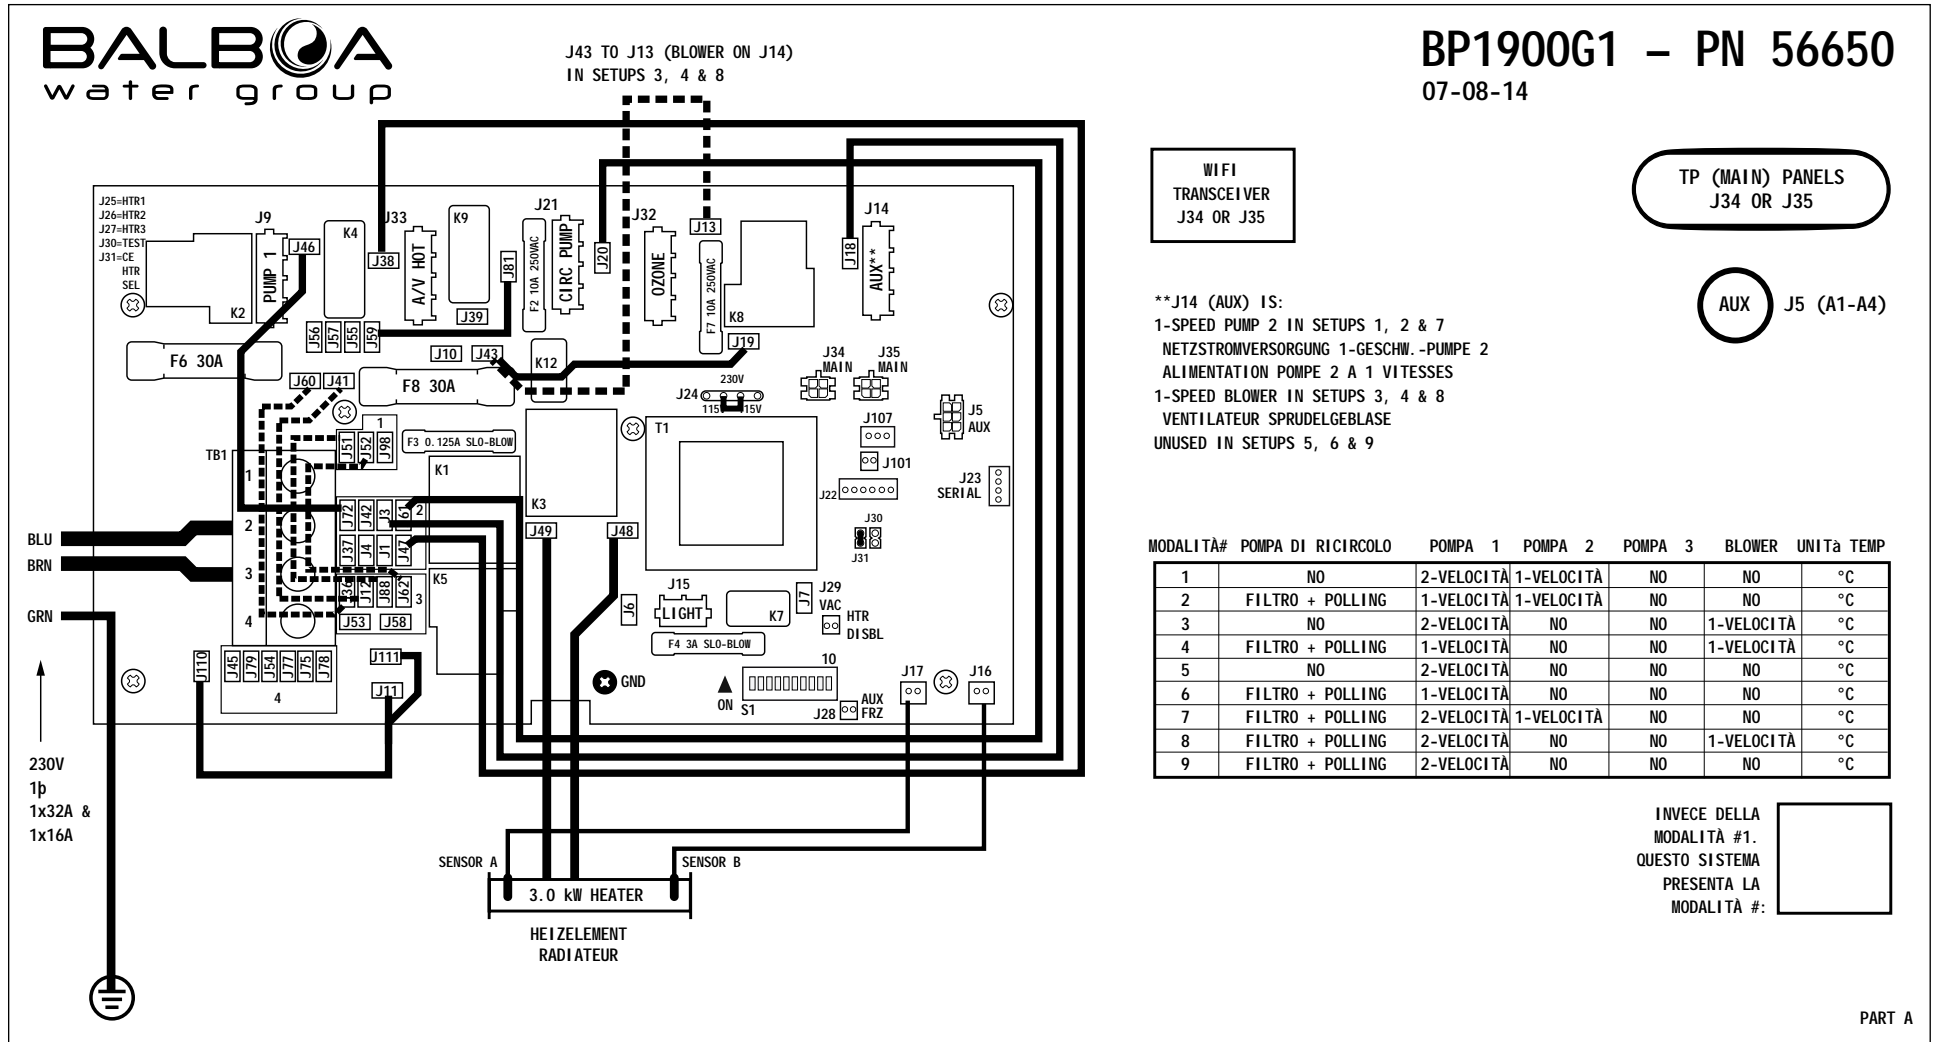 BALBOA
water group
J43 TO J13 (BLOWER ON J14)
IN SETUPS 3, 4 & 8
BP1900G1 – PN 56650
07-08-14
WIFI
TRANSCEIVER
J34 OR J35
TP (MAIN) PANELS
J34 OR J35
AUX
J5 (A1-A4)
**J14 (AUX) IS:
1-SPEED PUMP 2 IN SETUPS 1, 2 & 7
NETZSTROMVERSORGUNG 1-GESCHW.-PUMPE 2
ALIMENTATION POMPE 2 A 1 VITESSES
1-SPEED BLOWER IN SETUPS 3, 4 & 8
VENTILATEUR SPRUDELGEBLASE
UNUSED IN SETUPS 5, 6 & 9
J25=HTR1
J26=HTR2
J27=HTR3
J30=TEST
J31=CE
HTR
SEL
J9
PUMP 1
J46
K2
K4
J33
J38
A/V HOT
K9
J39
J81
J21
F2 10A 250VAC
CIRC PUMP
J20
J32
OZONE
J13
F7 10A 250VAC
K8
J18
J14
AUX**
J56
J57
J55
J59
F6 30A
J10
J43
K12
J19
J60
J41
F8 30A
J34
MAIN
J35
MAIN
J24
230V
115V
115V
J5
AUX
1
J51
J52
J98
F3 0.125A SLO-BLOW
T1
J107
J101
J22
J23
SERIAL
J30
J31
TB1
1
2
3
4
K1
K3
J72
J42
J3
J61
2
J37
J4
J1
J47
J49
J48
K5
J36
J12
J88
J62
3
J53
J58
J6
J15
LIGHT
K7
J7
J29
VAC
HTR
DISBL
F4 3A SLO-BLOW
J110
J45
J79
J54
J77
J75
J78
4
J111
J11
GND
ON
S1
10
J28
AUX
FRZ
J17
J16
BLU
BRN
GRN
230V
1þ
1x32A &
1x16A
SENSOR A
SENSOR B
3.0 kW HEATER
HEIZELEMENT
RADIATEUR
MODALITÀ# POMPA DI RICIRCOLO POMPA 1 POMPA 2 POMPA 3 BLOWER UNITà TEMP
1 NO 2-VELOCITÀ 1-VELOCITÀ NO NO °C
2 FILTRO + POLLING 1-VELOCITÀ 1-VELOCITÀ NO NO °C
3 NO 2-VELOCITÀ NO NO 1-VELOCITÀ °C
4 FILTRO + POLLING 1-VELOCITÀ NO NO 1-VELOCITÀ °C
5 NO 2-VELOCITÀ NO NO NO °C
6 FILTRO + POLLING 1-VELOCITÀ NO NO NO °C
7 FILTRO + POLLING 2-VELOCITÀ 1-VELOCITÀ NO NO °C
8 FILTRO + POLLING 2-VELOCITÀ NO NO 1-VELOCITÀ °C
9 FILTRO + POLLING 2-VELOCITÀ NO NO NO °C
INVECE DELLA
MODALITÀ #1.
QUESTO SISTEMA
PRESENTA LA
MODALITÀ #:
PART A